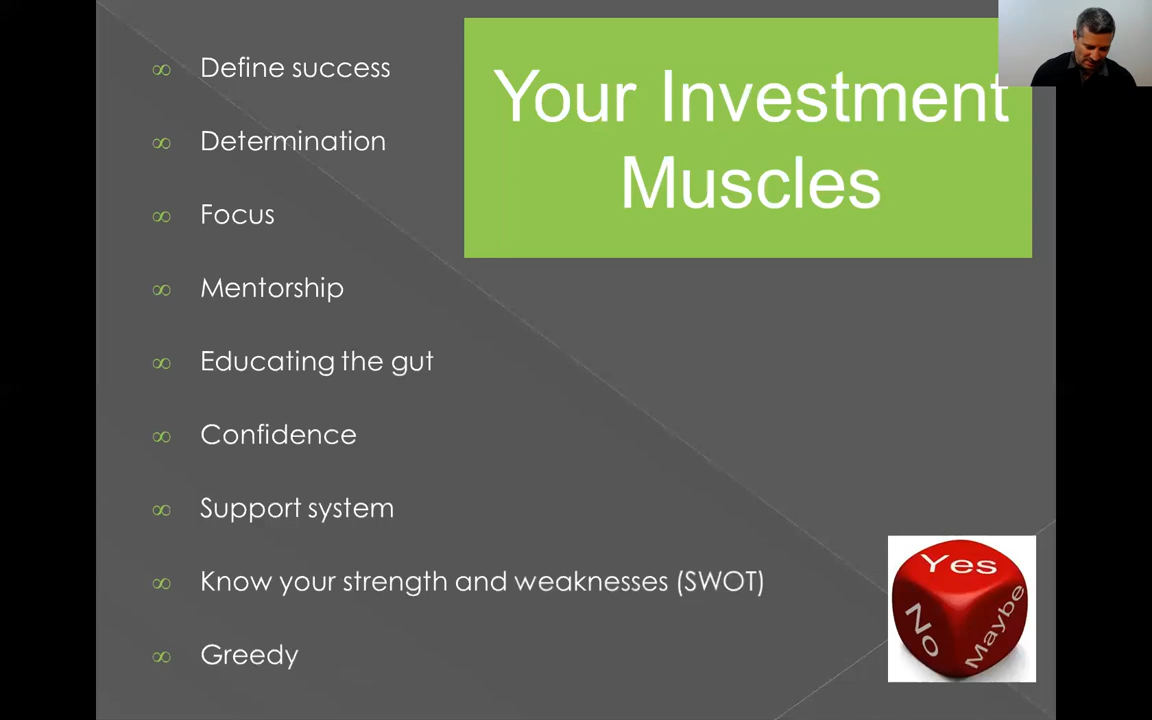 Your Investment
Muscles
∞ Define success
∞ Determination
∞ Focus
∞ Mentorship
∞ Educating the gut
∞ Confidence
∞ Support system
∞ Know your strength and weaknesses (SWOT)
∞ Greedy
Yes
No
Maybe